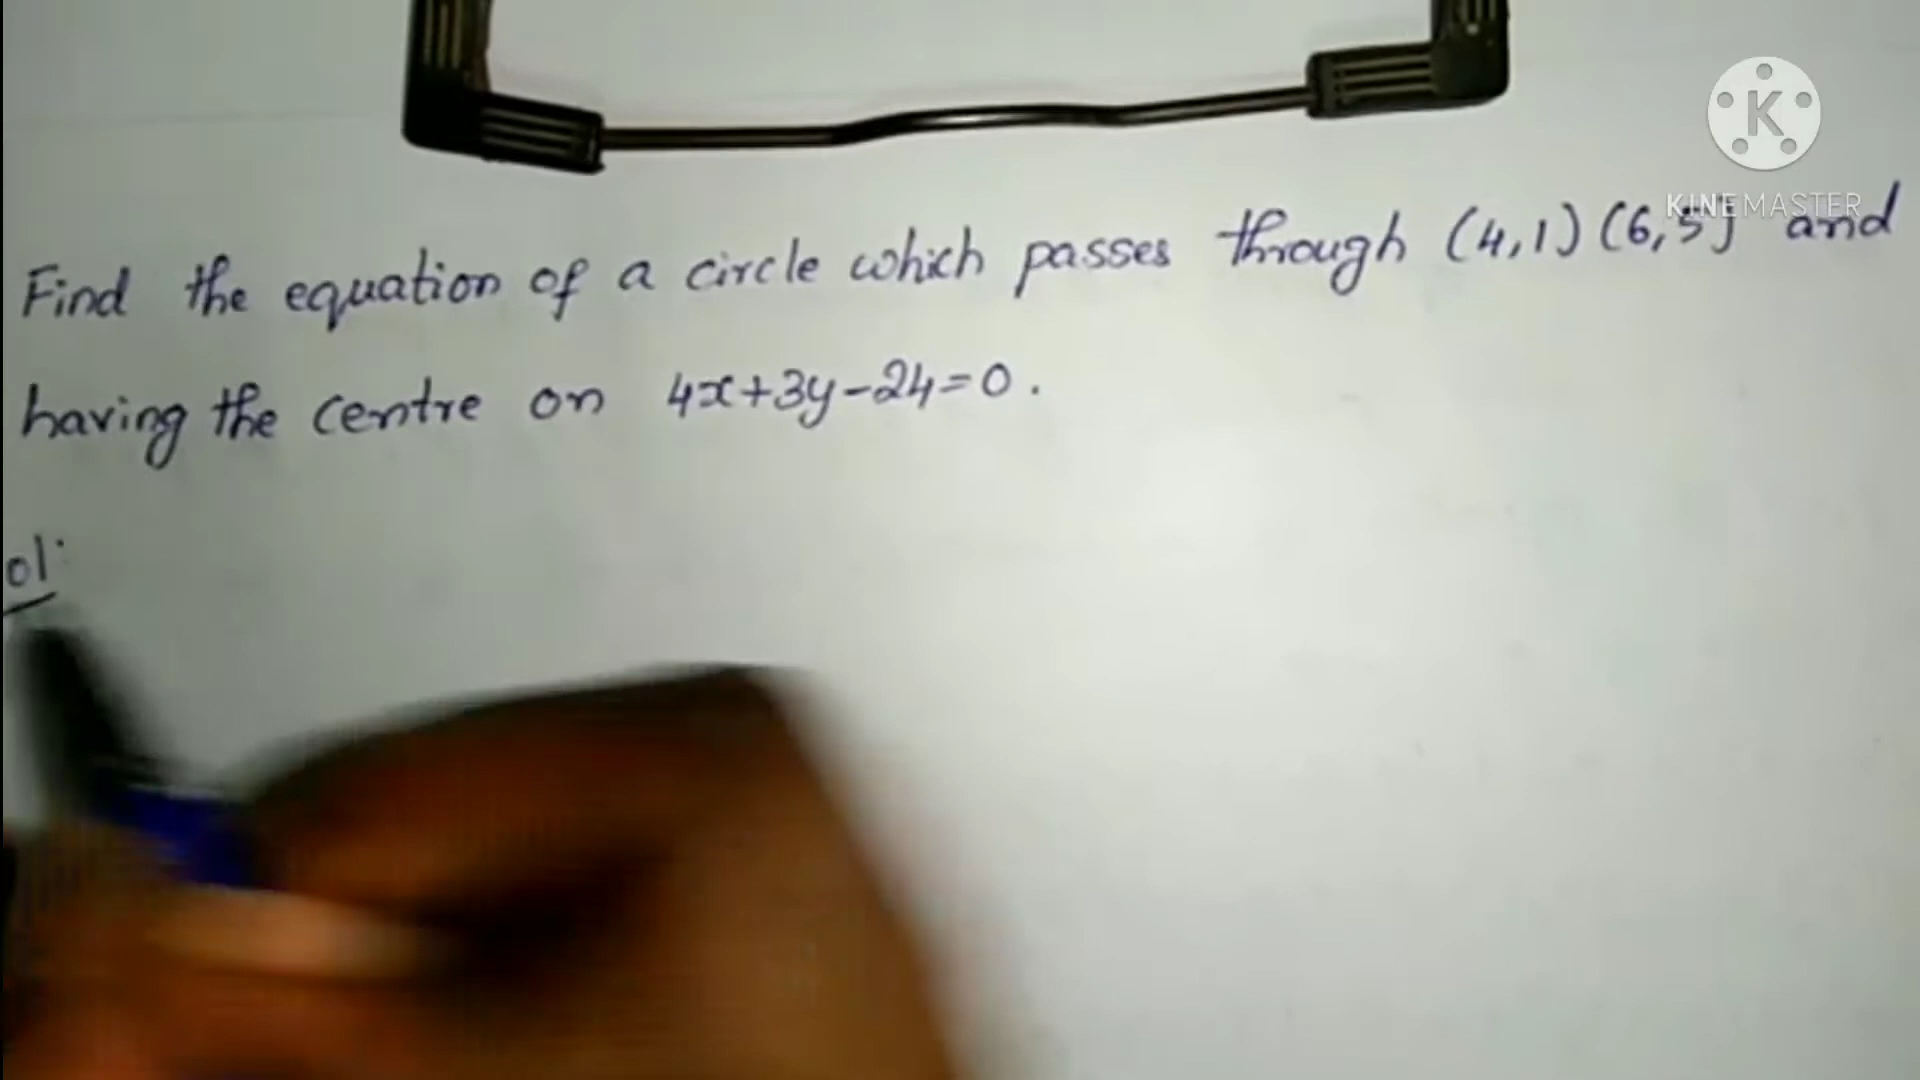 K
KINEMASTER
Find the equation of a circle which passes through (4,1) (6,5) and
having the centre on 4x+3y-24=0.
ol: